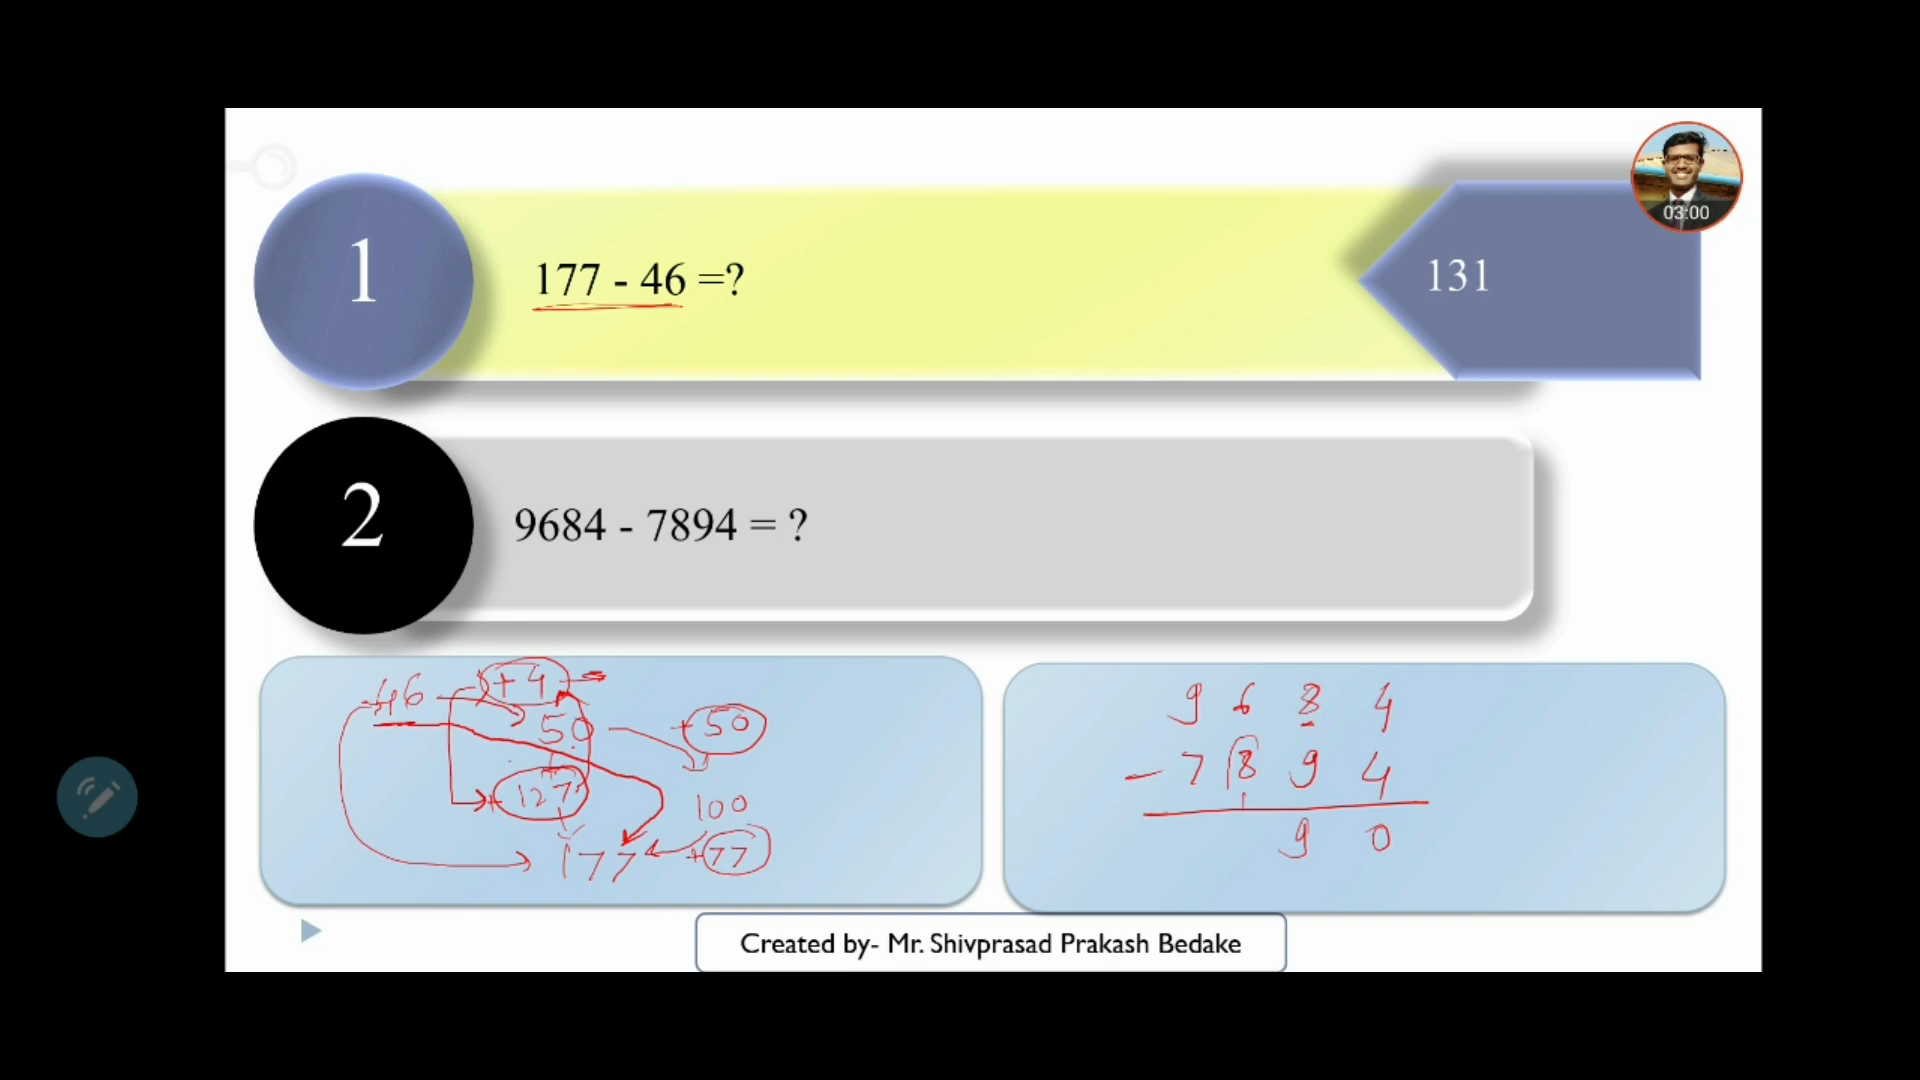 03:00
1
177 - 46 =?
131
2
9684 - 7894 = ?
46 +4
50 +50
+ 127
100
177 +77
9 6 8 4
- 7 8 9 4
9 0
Created by- Mr. Shivprasad Prakash Bedake